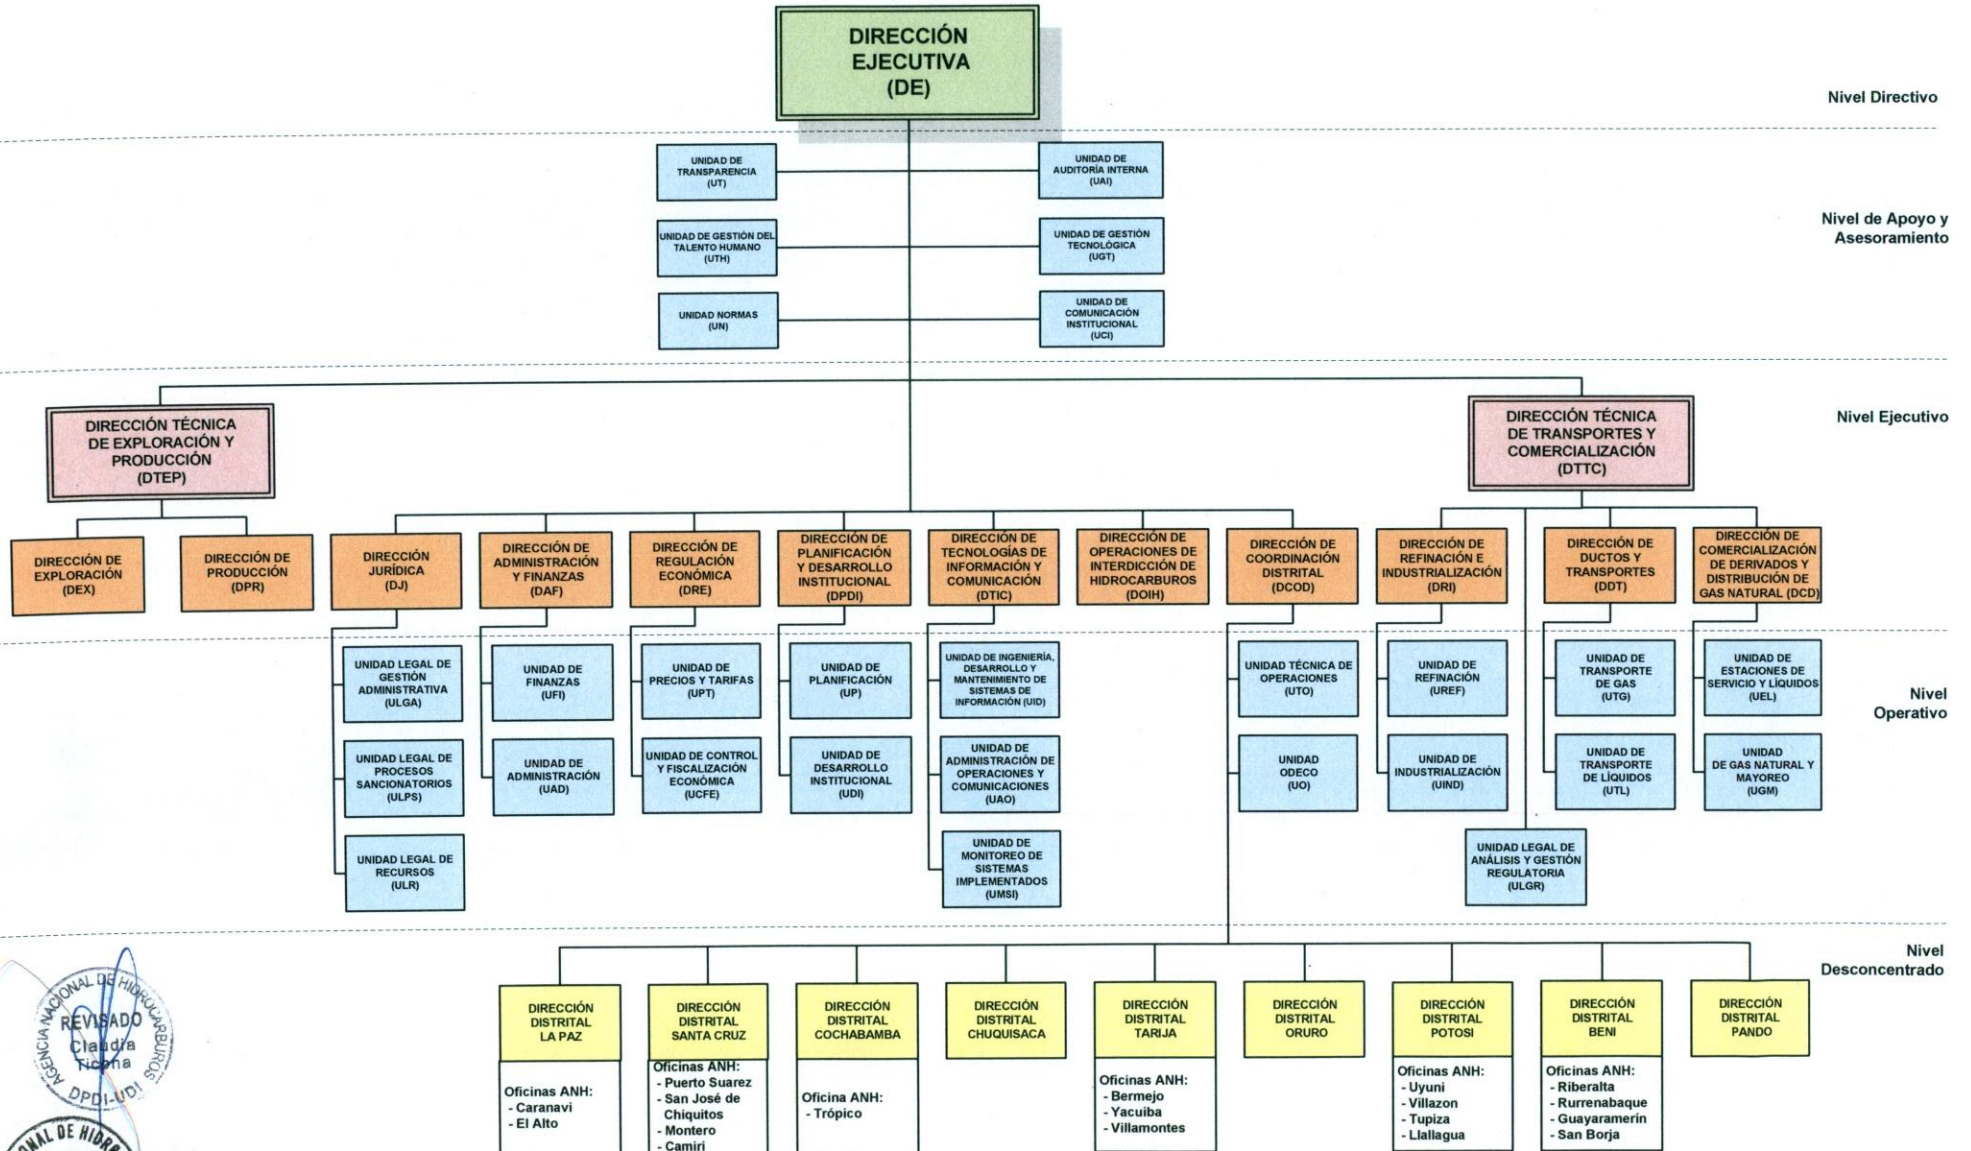 DIRECCIÓN
EJECUTIVA
(DE)
Nivel Directivo
UNIDAD DE
TRANSPARENCIA
(UT)
UNIDAD DE
AUDITORÍA INTERNA
(UAI)
Nivel de Apoyo y
Asesoramiento
UNIDAD DE GESTIÓN DEL
TALENTO HUMANO
(UTH)
UNIDAD DE GESTIÓN
TECNOLÓGICA
(UGT)
UNIDAD NORMAS
(UN)
UNIDAD DE
COMUNICACIÓN
INSTITUCIONAL
(UCI)
DIRECCIÓN TÉCNICA
DE EXPLORACIÓN Y
PRODUCCIÓN
(DTEP)
DIRECCIÓN TÉCNICA
DE TRANSPORTES Y
COMERCIALIZACIÓN
(DTTC)
Nivel Ejecutivo
DIRECCIÓN DE
EXPLORACIÓN
(DEX)
DIRECCIÓN DE
PRODUCCIÓN
(DPR)
DIRECCIÓN
JURÍDICA
(DJ)
DIRECCIÓN DE
ADMINISTRACIÓN
Y FINANZAS
(DAF)
DIRECCIÓN DE
REGULACIÓN
ECONÓMICA
(DRE)
DIRECCIÓN DE
PLANIFICACIÓN
Y DESARROLLO
INSTITUCIONAL
(DPDI)
DIRECCIÓN DE
TECNOLOGÍAS DE
INFORMACIÓN Y
COMUNICACIÓN
(DTIC)
DIRECCIÓN DE
OPERACIONES DE
INTERDICCIÓN DE
HIDROCARBUROS
(DOIH)
DIRECCIÓN DE
COORDINACIÓN
DISTRITAL
(DCOD)
DIRECCIÓN DE
REFINACIÓN E
INDUSTRIALIZACIÓN
(DRI)
DIRECCIÓN DE
DUCTOS Y
TRANSPORTES
(DDT)
DIRECCIÓN DE
COMERCIALIZACIÓN
DE DERIVADOS Y
DISTRIBUCIÓN DE
GAS NATURAL (DCD)
UNIDAD LEGAL DE
GESTIÓN
ADMINISTRATIVA
(ULGA)
UNIDAD DE
FINANZAS
(UFI)
UNIDAD DE
PRECIOS Y TARIFAS
(UPT)
UNIDAD DE
PLANIFICACIÓN
(UP)
UNIDAD DE INGENIERÍA,
DESARROLLO Y
MANTENIMIENTO DE
SISTEMAS DE
INFORMACIÓN (UID)
UNIDAD TÉCNICA DE
OPERACIONES
(UTO)
UNIDAD DE
REFINACIÓN
(UREF)
UNIDAD DE
TRANSPORTE
DE GAS
(UTG)
UNIDAD DE
ESTACIONES DE
SERVICIO Y LÍQUIDOS
(UEL)
Nivel
Operativo
UNIDAD LEGAL DE
PROCESOS
SANCIONATORIOS
(ULPS)
UNIDAD DE
ADMINISTRACIÓN
(UAD)
UNIDAD DE CONTROL
Y FISCALIZACIÓN
ECONÓMICA
(UCFE)
UNIDAD DE
DESARROLLO
INSTITUCIONAL
(UDI)
UNIDAD DE
ADMINISTRACIÓN DE
OPERACIONES Y
COMUNICACIONES
(UAO)
UNIDAD
ODECO
(UO)
UNIDAD DE
INDUSTRIALIZACIÓN
(UIND)
UNIDAD DE
TRANSPORTE
DE LÍQUIDOS
(UTL)
UNIDAD
DE GAS NATURAL Y
MAYOREO
(UGM)
UNIDAD LEGAL DE
RECURSOS
(ULR)
UNIDAD DE
MONITOREO DE
SISTEMAS
IMPLEMENTADOS
(UMSI)
UNIDAD LEGAL DE
ANÁLISIS Y GESTIÓN
REGULATORIA
(ULGR)
Nivel
Desconcentrado
DIRECCIÓN
DISTRITAL
LA PAZ
Oficinas ANH:
- Caranavi
- El Alto
DIRECCIÓN
DISTRITAL
SANTA CRUZ
Oficinas ANH:
- Puerto Suarez
- San José de
Chiquitos
- Montero
- Camiri
DIRECCIÓN
DISTRITAL
COCHABAMBA
Oficina ANH:
- Trópico
DIRECCIÓN
DISTRITAL
CHUQUISACA
DIRECCIÓN
DISTRITAL
TARIJA
Oficinas ANH:
- Bermejo
- Yacuiba
- Villamontes
DIRECCIÓN
DISTRITAL
ORURO
DIRECCIÓN
DISTRITAL
POTOSI
Oficinas ANH:
- Uyuni
- Villazon
- Tupiza
- Llallagua
DIRECCIÓN
DISTRITAL
BENI
Oficinas ANH:
- Riberalta
- Rurrenabaque
- Guayaramerín
- San Borja
DIRECCIÓN
DISTRITAL
PANDO
AGENCIA NACIONAL DE HIDROCARBUROS
REVISADO
Claudia
Ticona
DPDI-UDI